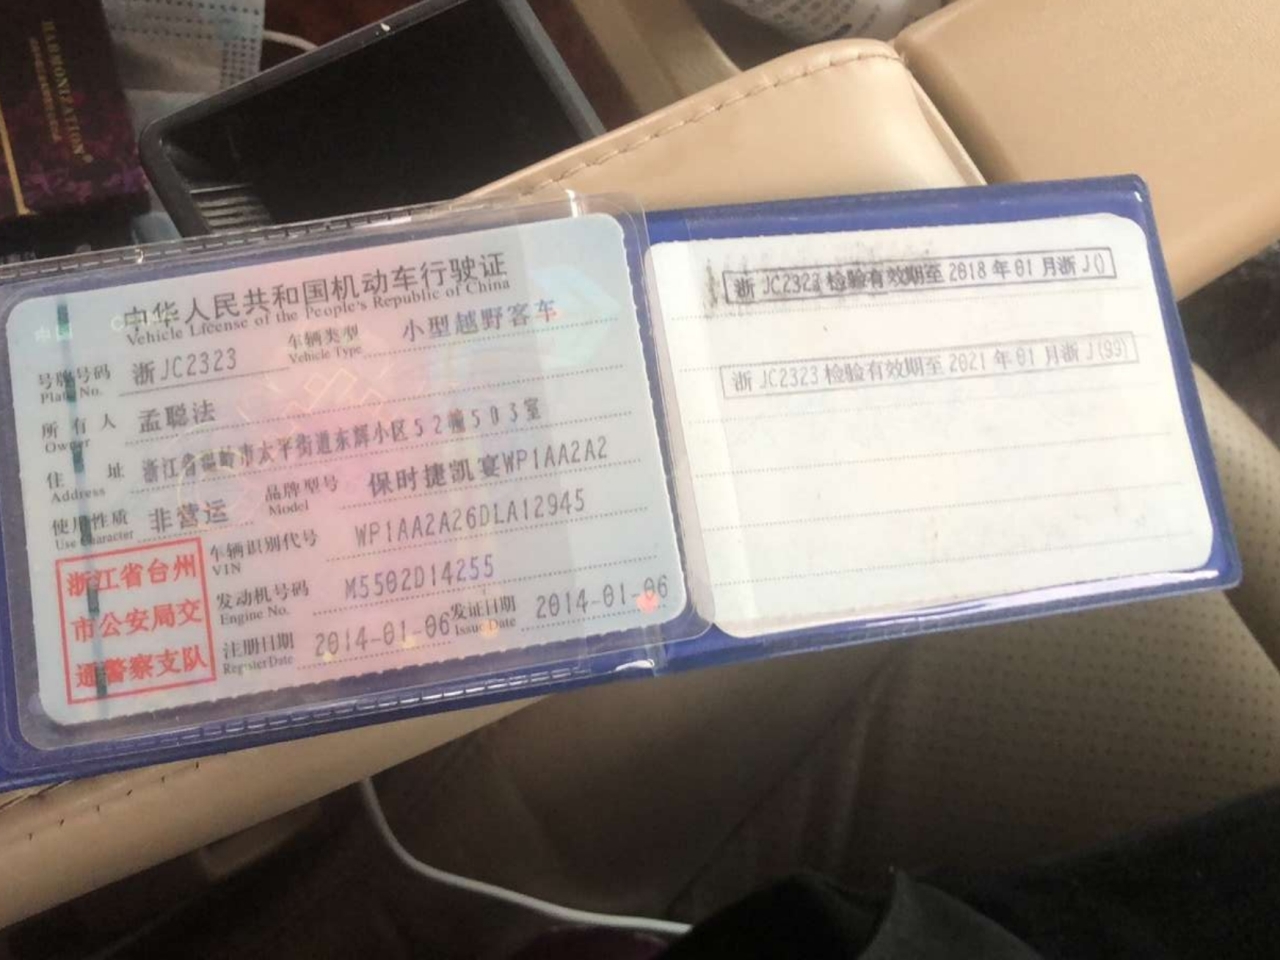 HARMONIZATION
中华人民共和国机动车行驶证
Vehicle License of the People's Republic of China
号牌号码 浙JC2323 车辆类型 小型越野客车
Plate No. Vehicle Type
所有人 孟聪法
Owner
住址 浙江省温岭市太平街道东辉小区52幢503室
Address
使用性质 非营运 品牌型号 保时捷凯宴WP1AA2A2
Use Character Model
浙江省台州
市公安局交
通警察支队
车辆识别代号 WP1AA2A26DLA12945
VIN
发动机号码 M5502D14255
Engine No.
注册日期 2014-01-06 发证日期 2014-01-06
RegisterDate Issue Date
浙JC2323检验有效期至2018年01月浙J()
浙JC2323检验有效期至2021年01月浙J(99)